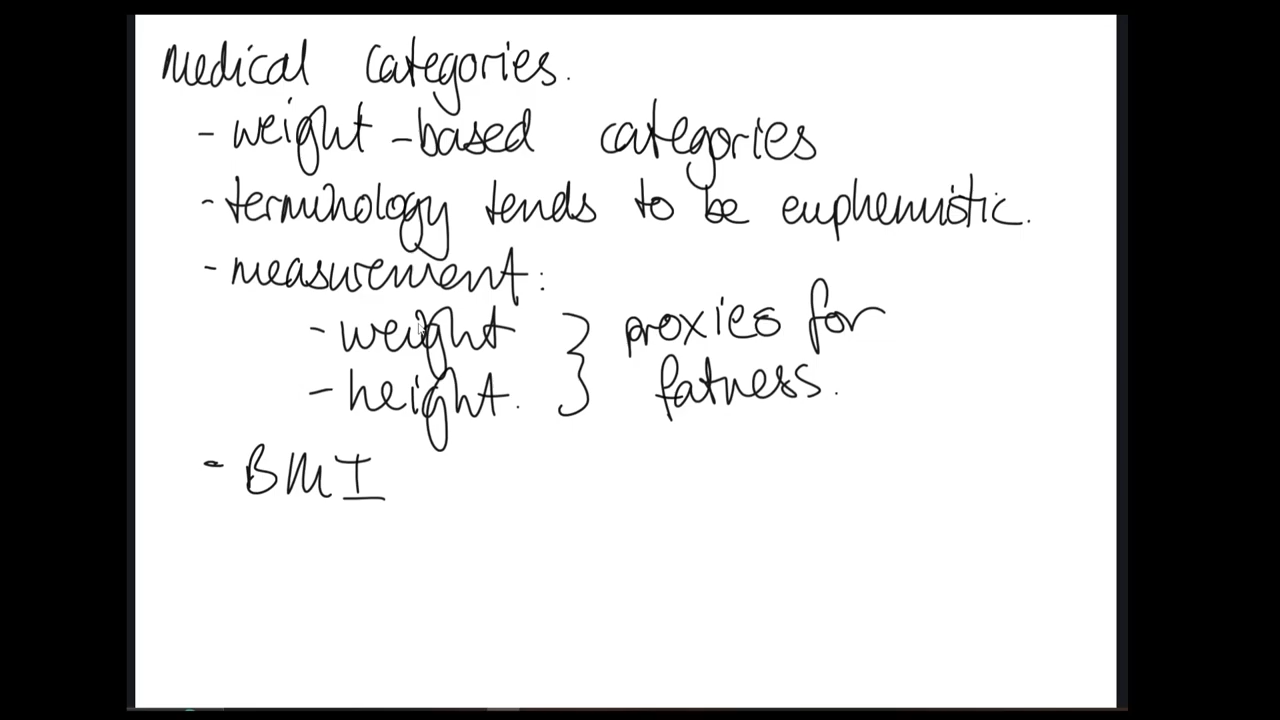 Medical categories.
- weight-based categories
- terminology tends to be euphemistic.
- measurement:
- weight } proxies for
- height. fatness.
- BMI